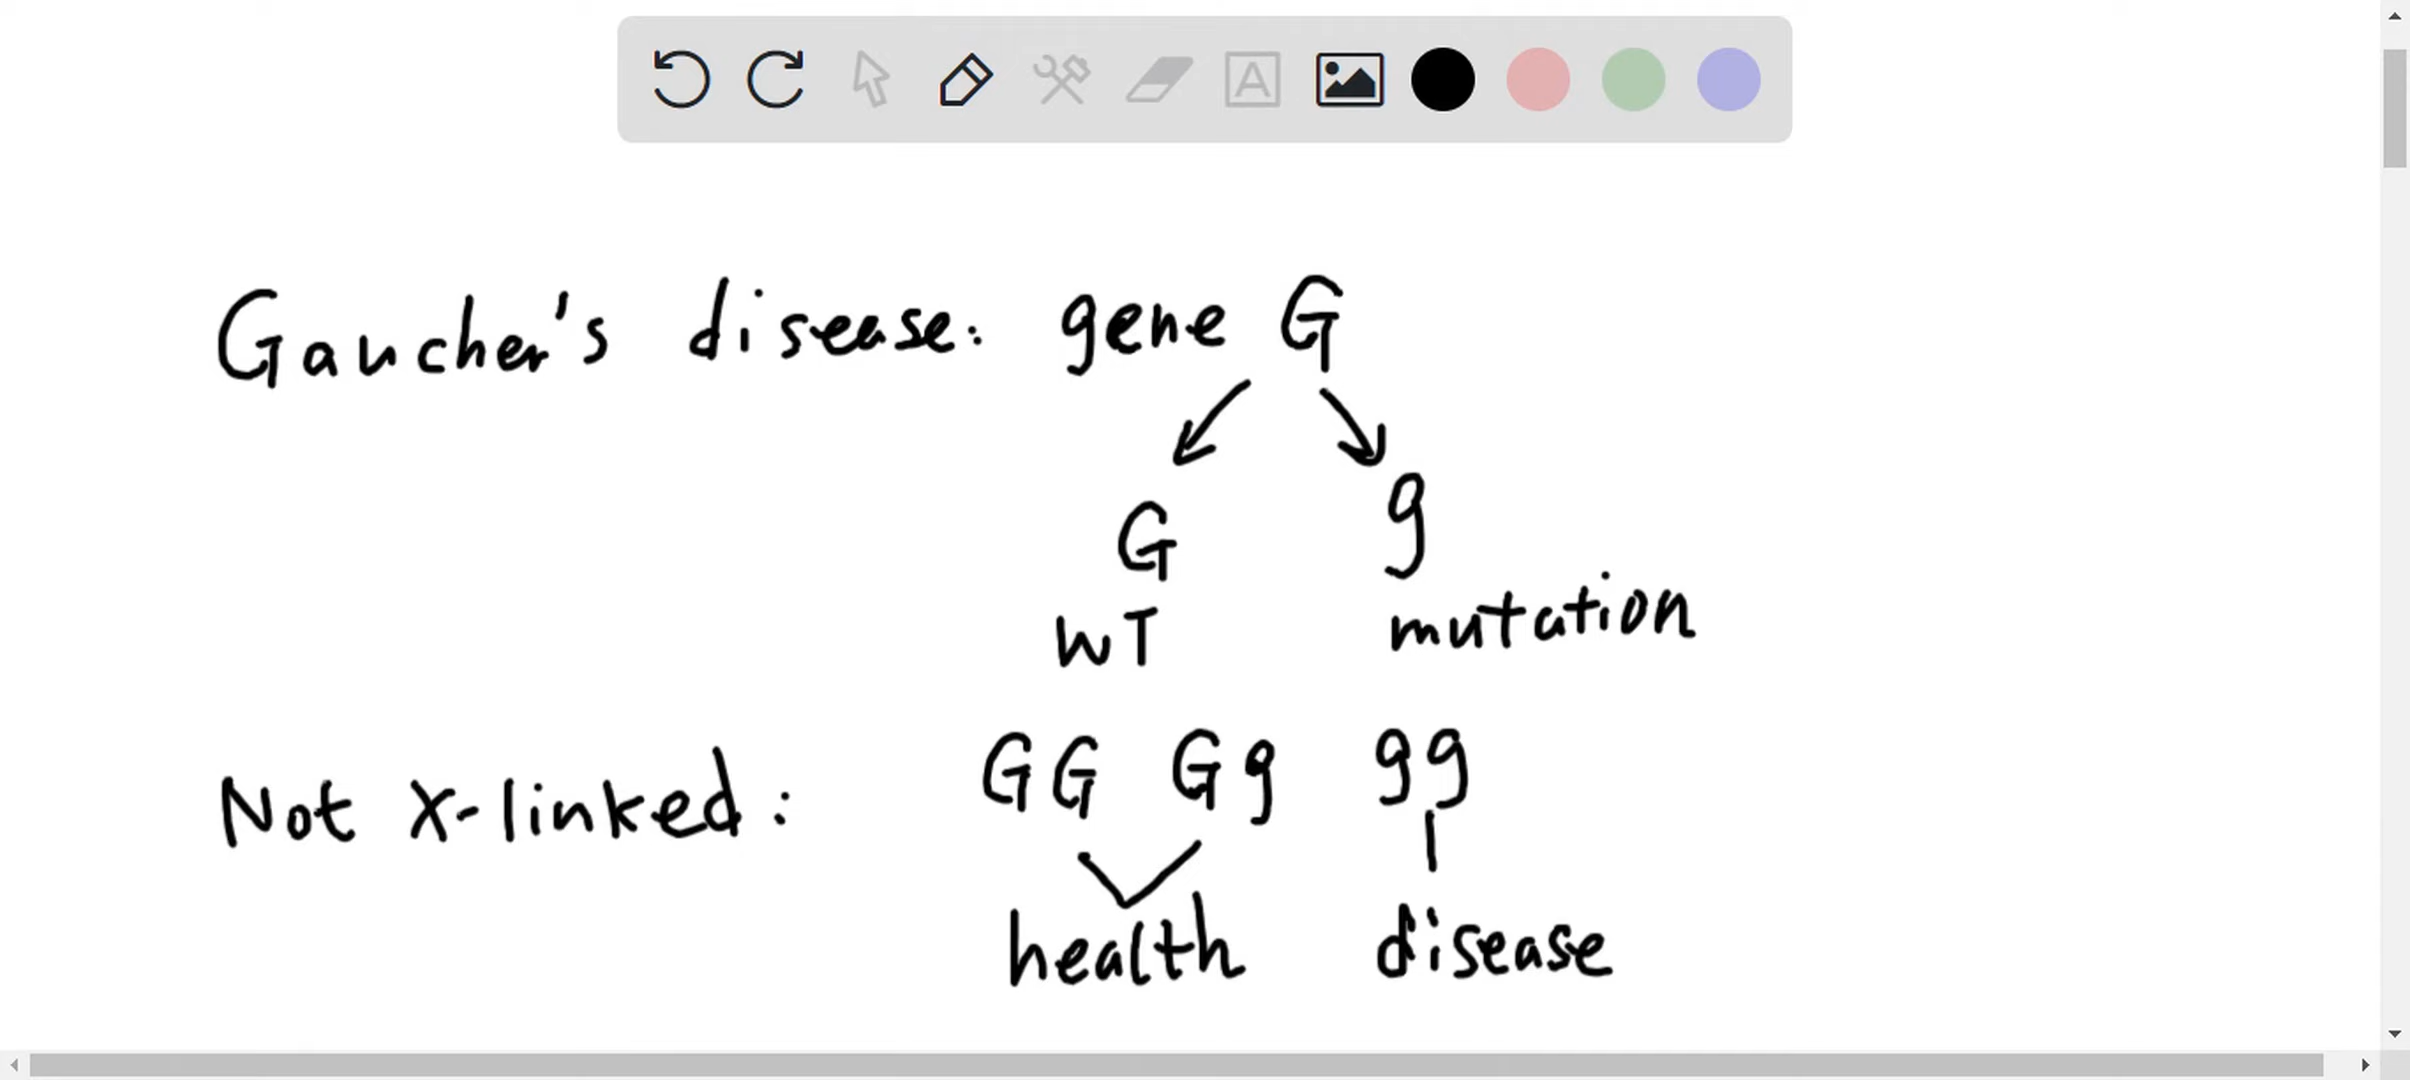 Gaucher's disease: gene G
G g
WT mutation
Not X-linked: GG Gg gg
health disease